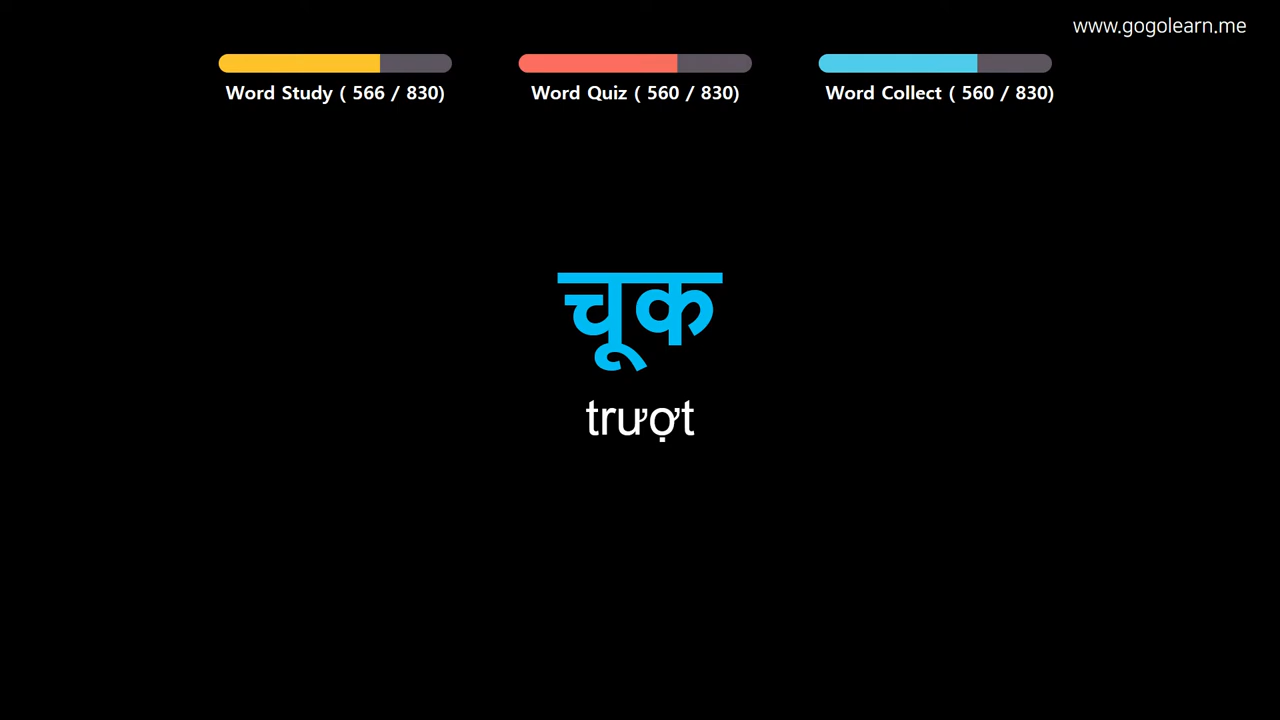 www.gogolearn.me
Word Study ( 566 / 830)
Word Quiz ( 560 / 830)
Word Collect ( 560 / 830)
चूक
trượt